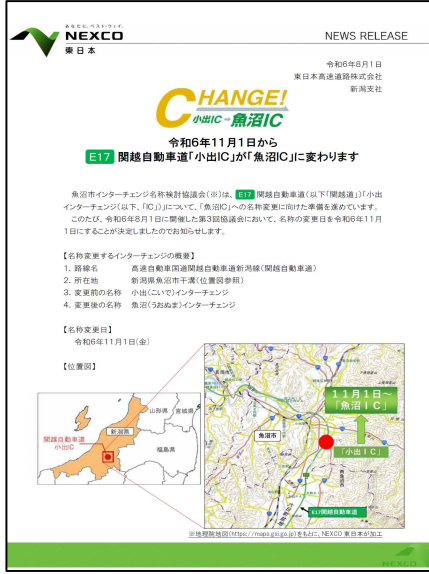 あなたに、ベスト・ウェイ。
NEXCO
東日本
NEWS RELEASE
令和6年8月1日
東日本高速道路株式会社
新潟支社
CHANGE!
小出IC→魚沼IC
令和6年11月1日から
E17 関越自動車道「小出IC」が「魚沼IC」に変わります
魚沼市インターチェンジ名称検討協議会(※)は、E17 関越自動車道(以下「関越道」)「小出
インターチェンジ(以下、「IC」)」について、「魚沼IC」への名称変更に向けた準備を進めています。
このたび、令和6年8月1日に開催した第3回協議会において、名称の変更日を令和6年11月
1日にすることが決定しましたのでお知らせします。
【名称変更するインターチェンジの概要】
1. 路線名 高速自動車国道関越自動車道新潟線(関越自動車道)
2. 所在地 新潟県魚沼市干溝(位置図参照)
3. 変更前の名称 小出(こいで)インターチェンジ
4. 変更後の名称 魚沼(うおぬま)インターチェンジ
【名称変更日】
令和6年11月1日(金)
【位置図】
山形県
宮城県
新潟県
関越自動車道
小出IC
福島県
11月1日~
「魚沼IC」
魚沼市
「小出IC」
E17関越自動車道
※地理院地図(https://maps.gsi.go.jp)をもとに、NEXCO東日本が加工
NEXCO